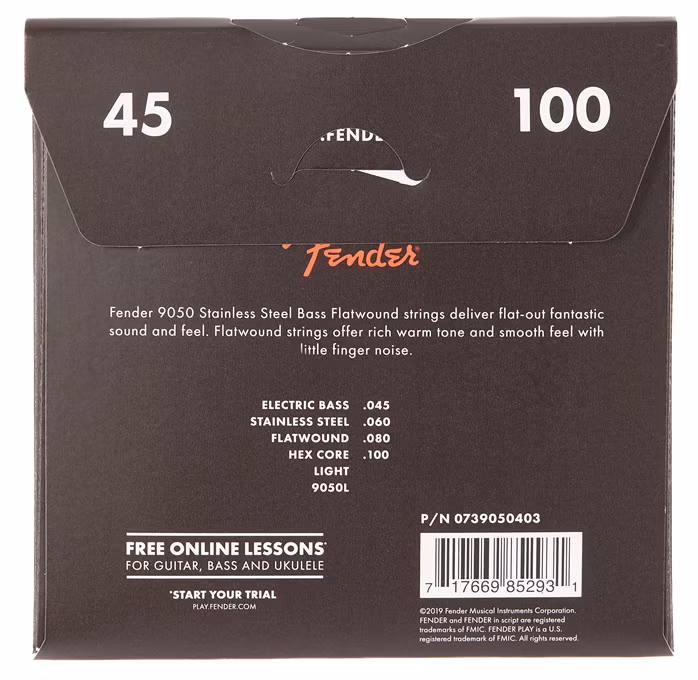 45
100
Fender®
Fender 9050 Stainless Steel Bass Flatwound strings deliver flat-out fantastic
sound and feel. Flatwound strings offer rich warm tone and smooth feel with
little finger noise.
ELECTRIC BASS .045
STAINLESS STEEL .060
FLATWOUND .080
HEX CORE .100
LIGHT
9050L
P/N 0739050403
FREE ONLINE LESSONS*
FOR GUITAR, BASS AND UKULELE
*START YOUR TRIAL
PLAY.FENDER.COM
7 17669 85293 1
©2019 Fender Musical Instruments Corporation.
FENDER and FENDER in script are registered
trademarks of FMIC. FENDER PLAY is a U.S.
registered trademark of FMIC. All rights reserved.